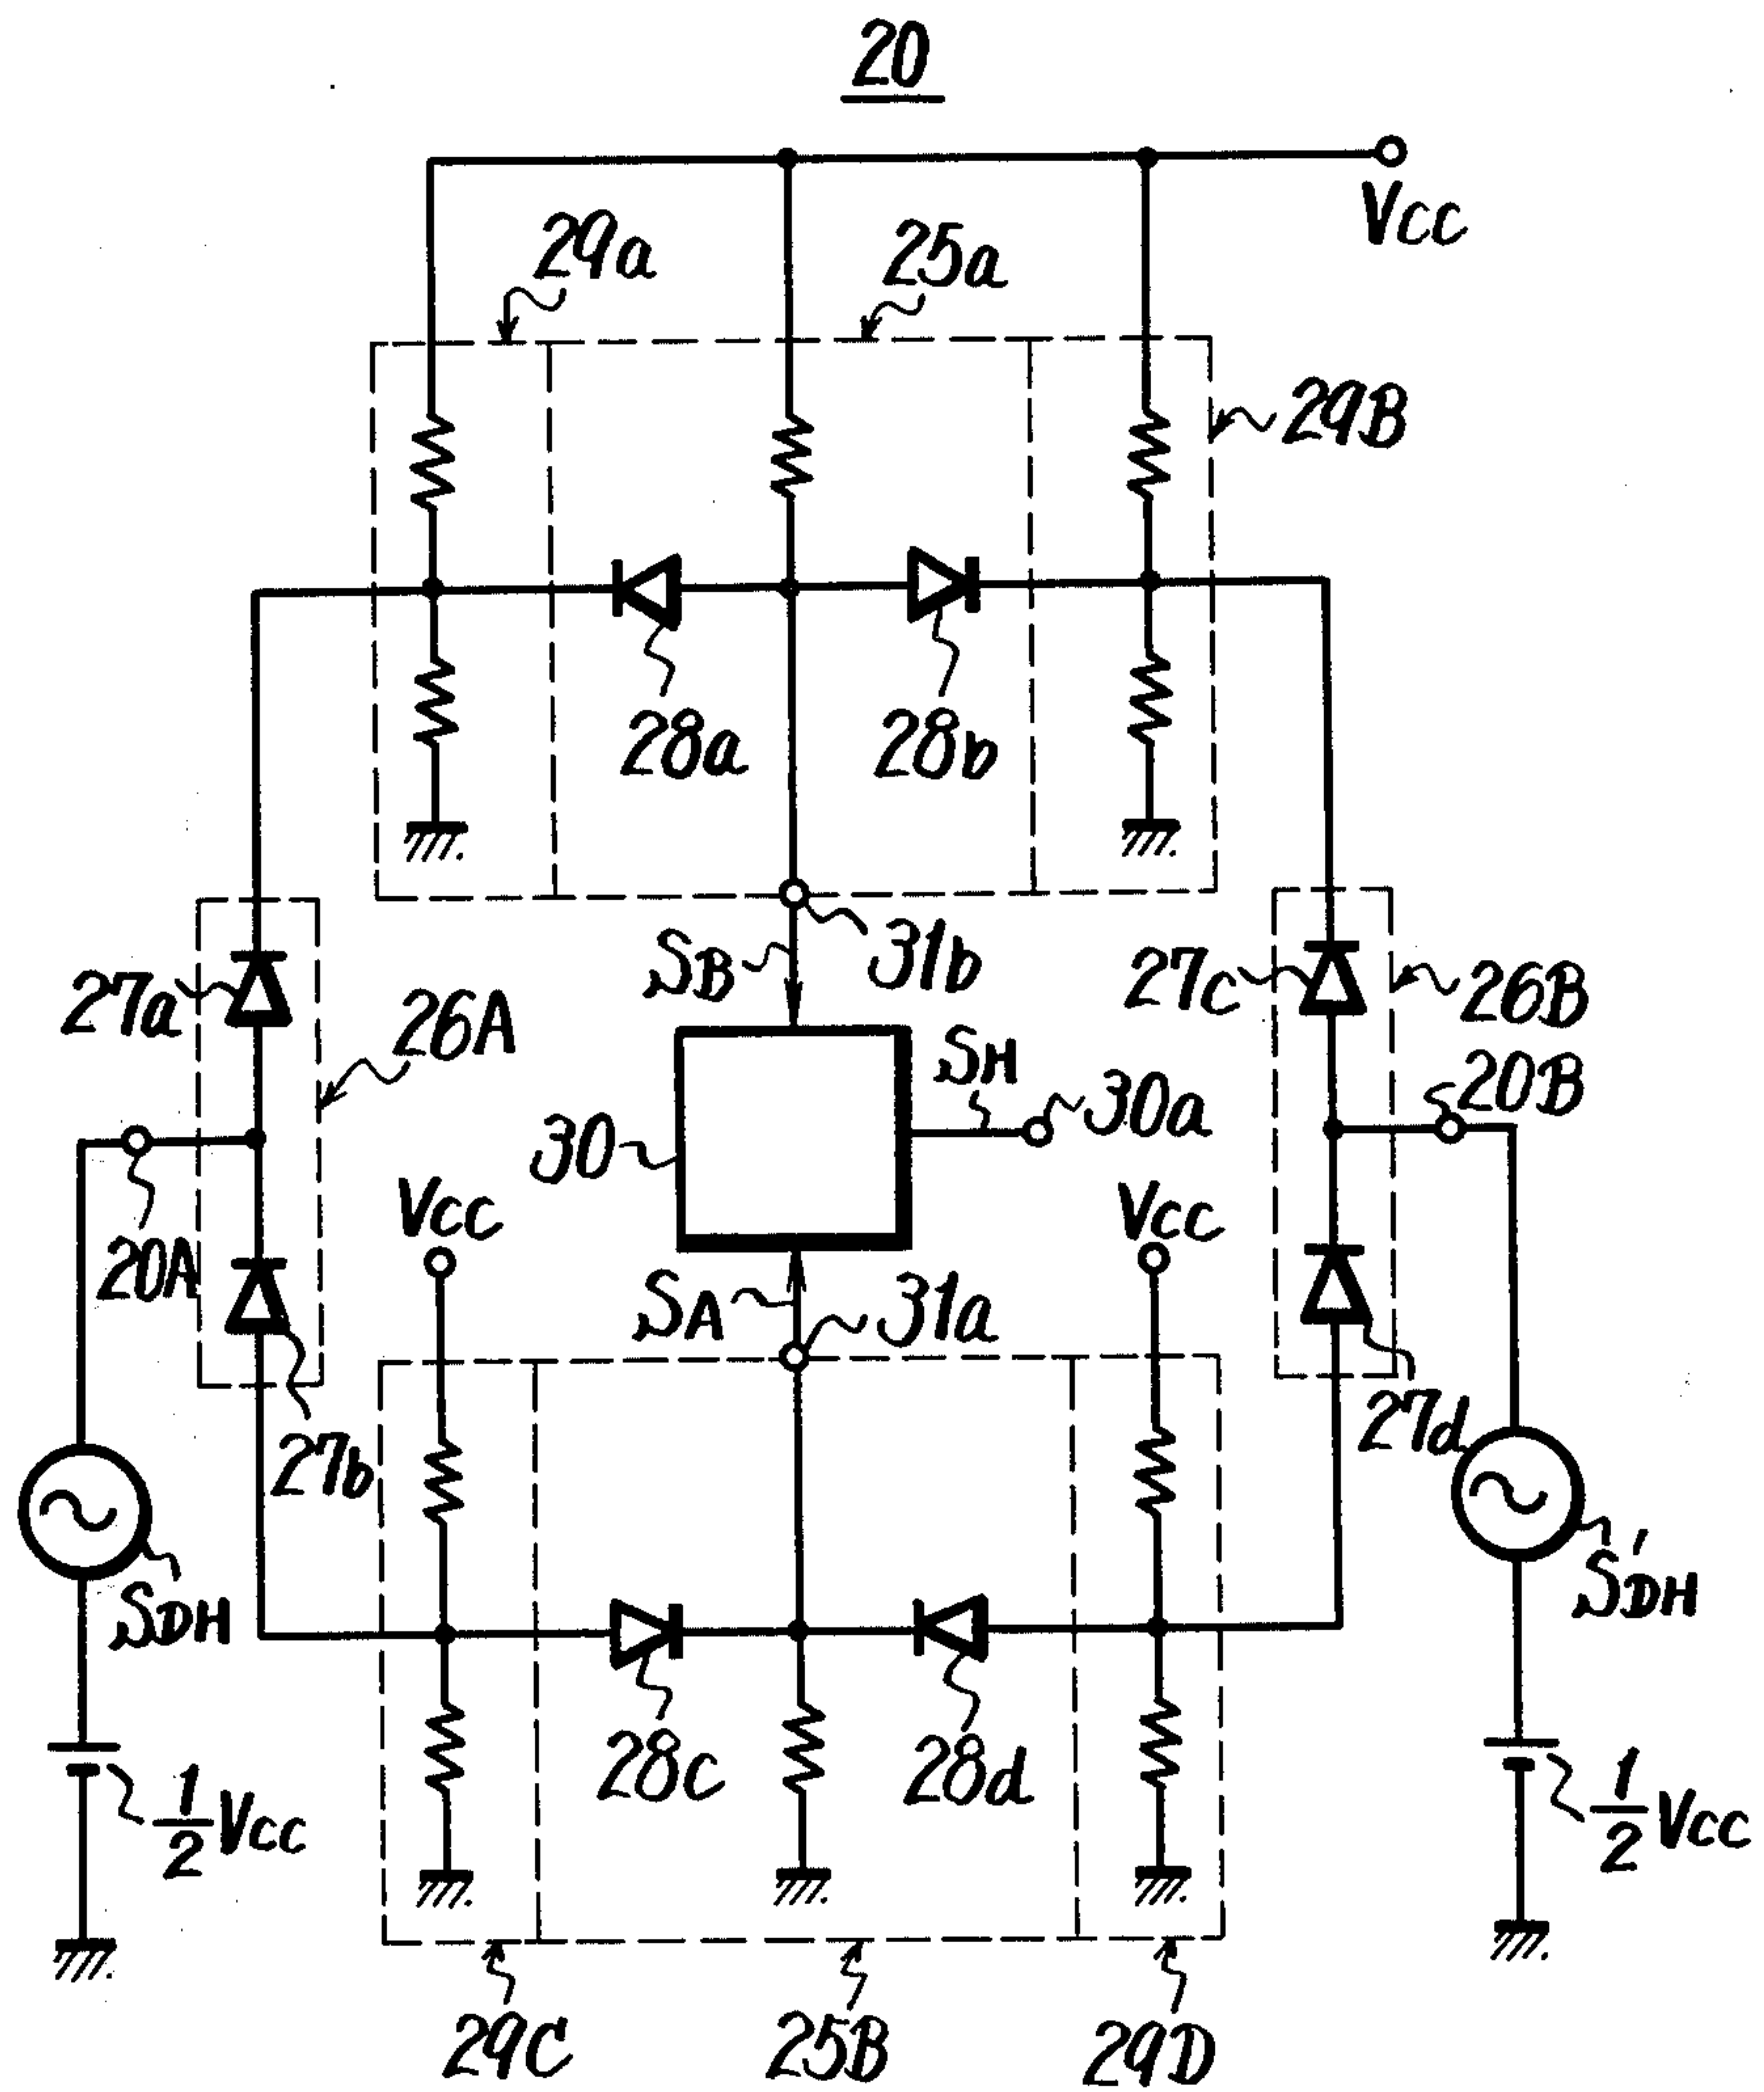 20
Vcc
29a
25a
29B
28a
28b
31b
SB
27a
26A
27c
26B
20B
SH
30a
30
20A
Vcc
Vcc
SA
31a
27b
27d
SDH
S'DH
28c
28d
1/2 Vcc
1/2 Vcc
29C
25B
29D